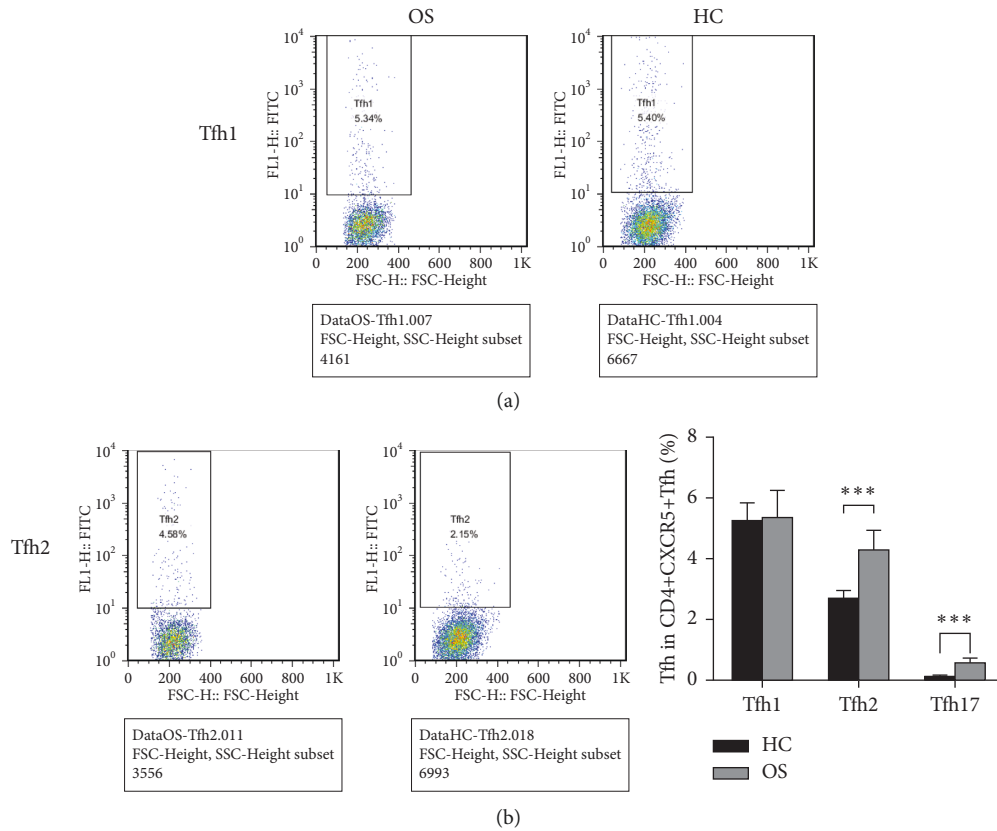 OS
HC
Tfh1
FL1-H:: FITC
10⁴
10³
10²
10¹
10⁰
Tfh1
5.34%
0 200 400 600 800 1K
FSC-H:: FSC-Height
DataOS-Tfh1.007
FSC-Height, SSC-Height subset
4161
FL1-H:: FITC
10⁴
10³
10²
10¹
10⁰
Tfh1
5.40%
0 200 400 600 800 1K
FSC-H:: FSC-Height
DataHC-Tfh1.004
FSC-Height, SSC-Height subset
6667
(a)
Tfh2
FL1-H:: FITC
10⁴
10³
10²
10¹
10⁰
Tfh2
4.58%
0 200 400 600 800 1K
FSC-H:: FSC-Height
DataOS-Tfh2.011
FSC-Height, SSC-Height subset
3556
FL1-H:: FITC
10⁴
10³
10²
10¹
10⁰
Tfh2
2.15%
0 200 400 600 800 1K
FSC-H:: FSC-Height
DataHC-Tfh2.018
FSC-Height, SSC-Height subset
6993
Tfh in CD4+CXCR5+Tfh (%)
8
6
4
2
0
***
***
Tfh1 Tfh2 Tfh17
HC
OS
(b)